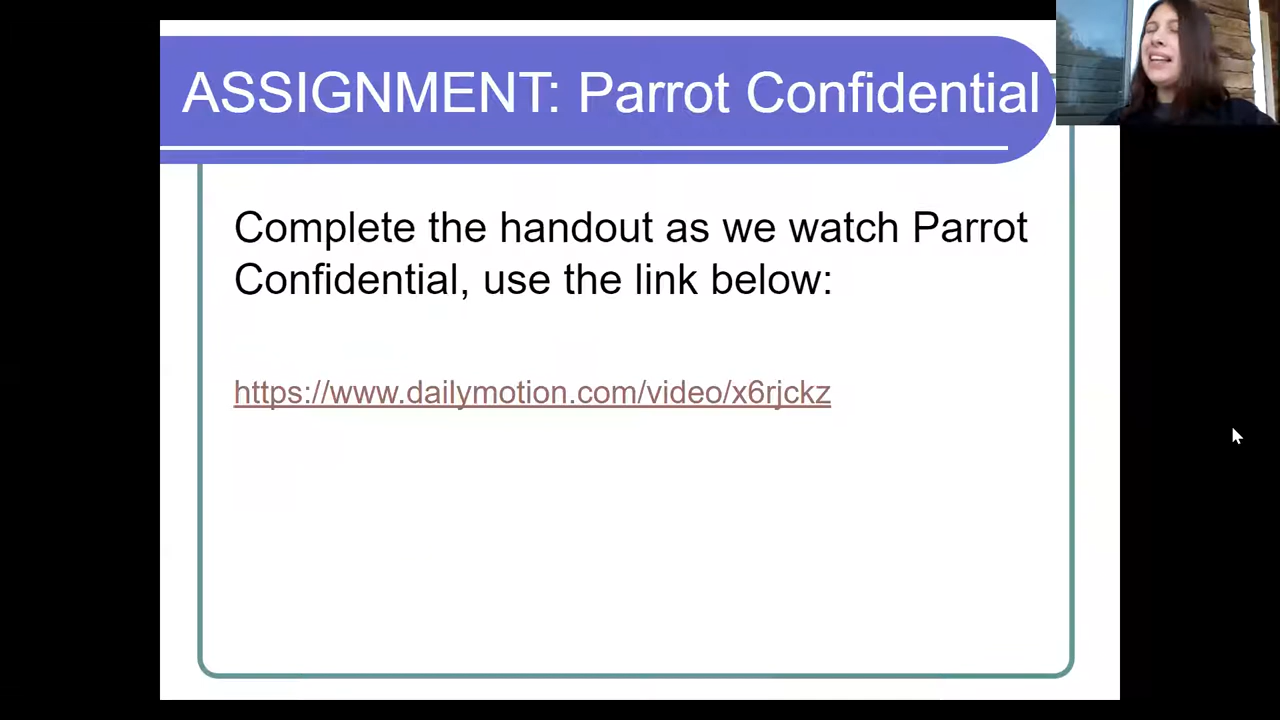 ASSIGNMENT: Parrot Confidential
Complete the handout as we watch Parrot
Confidential, use the link below:
https://www.dailymotion.com/video/x6rjckz